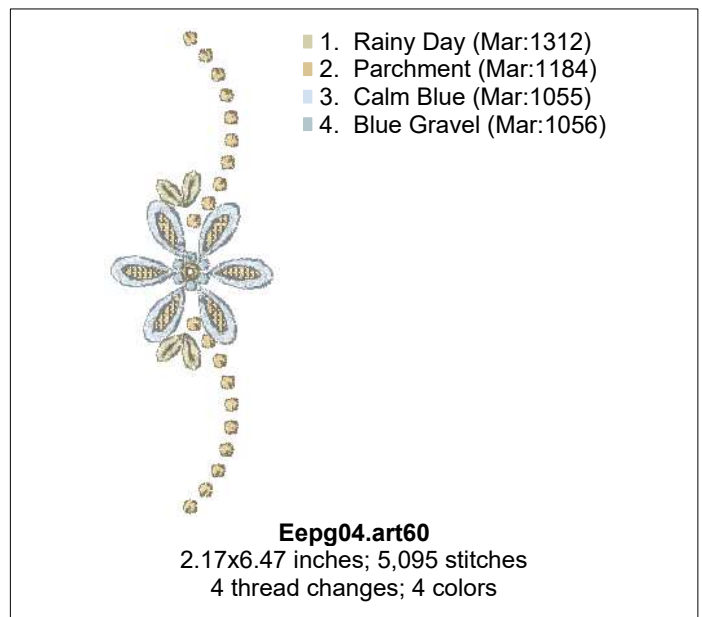 1. Rainy Day (Mar:1312)
2. Parchment (Mar:1184)
3. Calm Blue (Mar:1055)
4. Blue Gravel (Mar:1056)
Eepg04.art60
2.17x6.47 inches; 5,095 stitches
4 thread changes; 4 colors